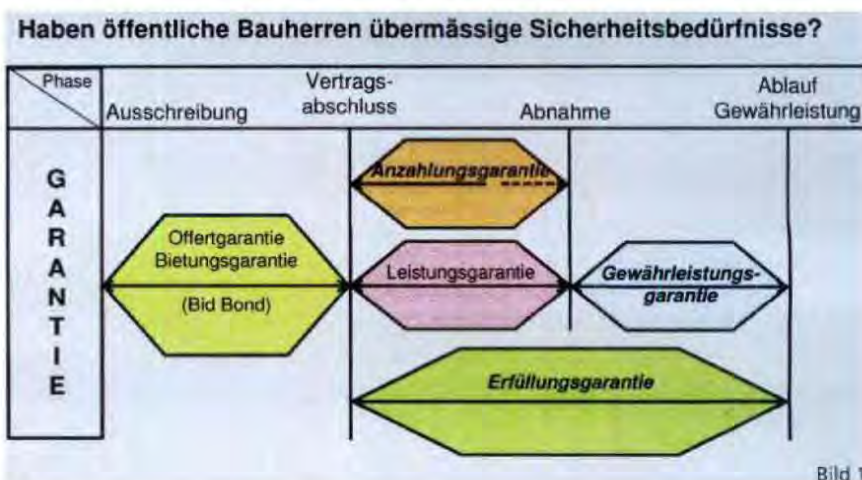 Haben öffentliche Bauherren übermässige Sicherheitsbedürfnisse?
Phase
Ausschreibung
Vertrags-
abschluss
Abnahme
Ablauf
Gewährleistung
GARANTIE
Anzahlungsgarantie
Offertgarantie
Bietungsgarantie
(Bid Bond)
Leistungsgarantie
Gewährleistungs-
garantie
Erfüllungsgarantie
Bild 1